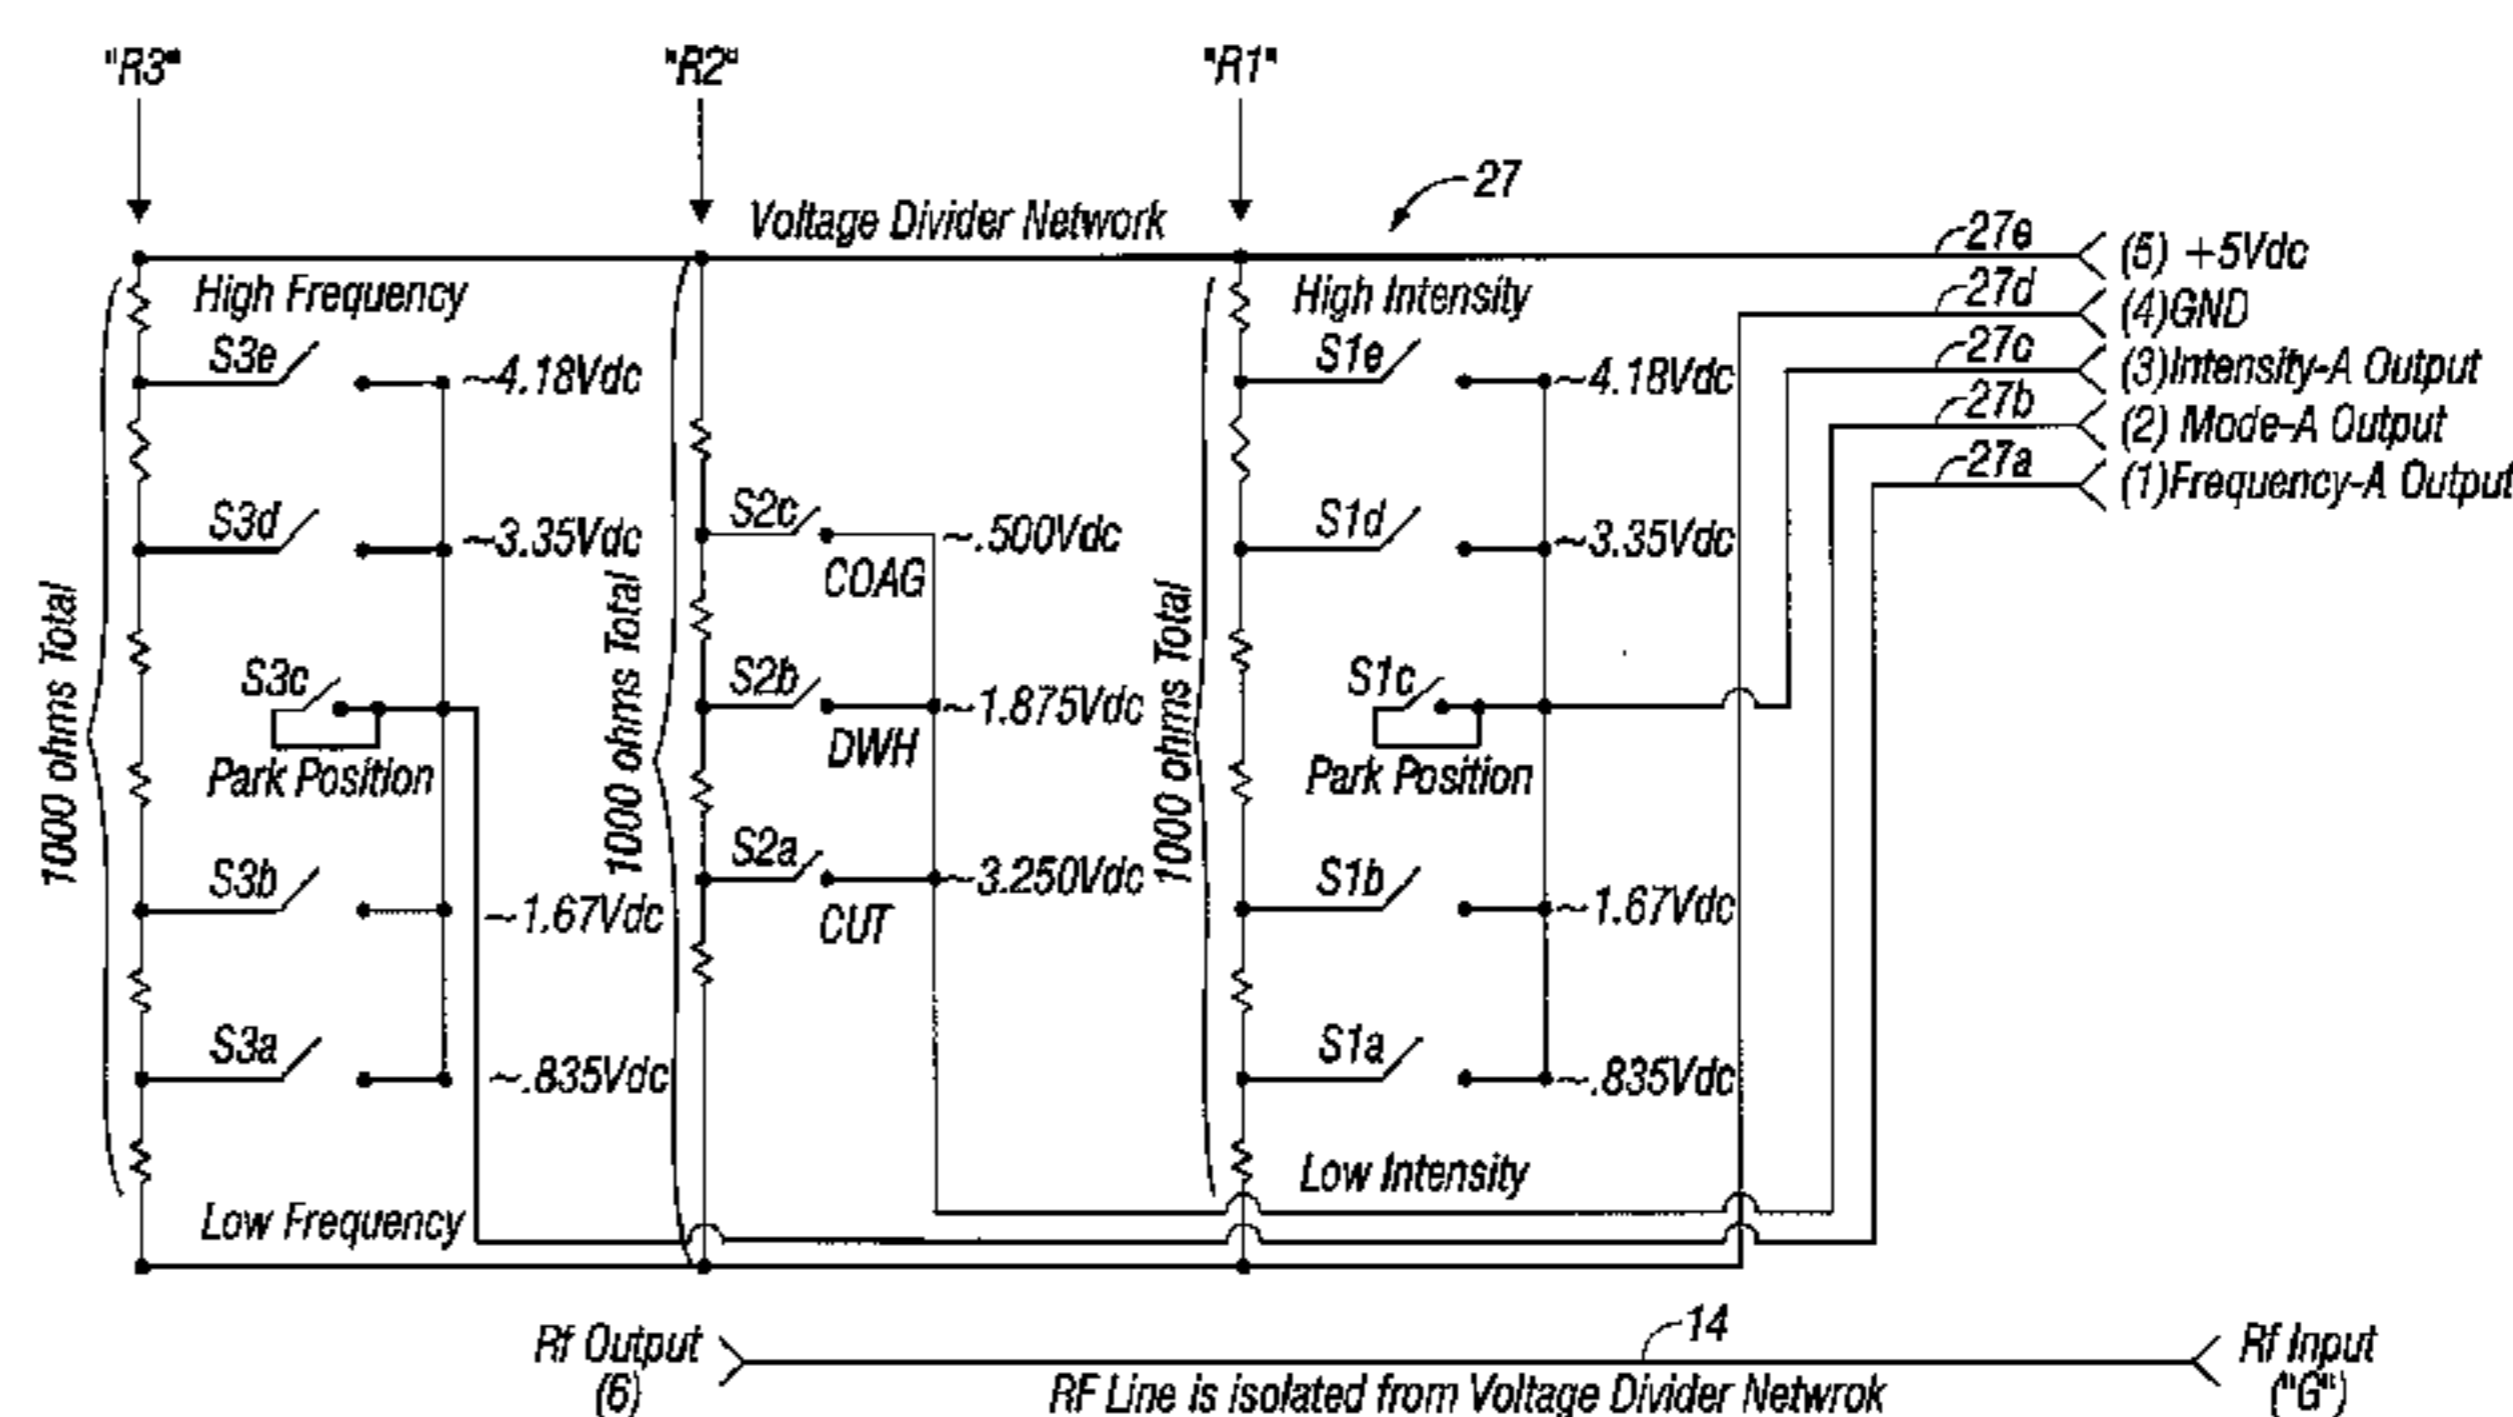 "R3"
"R2"
"R1"
27
Voltage Divider Network
27e
(5) +5Vdc
27d
(4)GND
27c
(3)Intensity-A Output
27b
(2) Mode-A Output
27a
(1)Frequency-A Output
1000 ohms Total
High Frequency
S3e
~4.18Vdc
S3d
~3.35Vdc
S3c
Park Position
S3b
~1.67Vdc
S3a
~.835Vdc
Low Frequency
1000 ohms Total
S2c
~.500Vdc
COAG
S2b
~1.875Vdc
DWH
S2a
~3.250Vdc
CUT
1000 ohms Total
High Intensity
S1e
~4.18Vdc
S1d
~3.35Vdc
S1c
Park Position
S1b
~1.67Vdc
S1a
~.835Vdc
Low Intensity
Rf Output
(6)
14
RF Line is isolated from Voltage Divider Netwrok
Rf Input
("G")